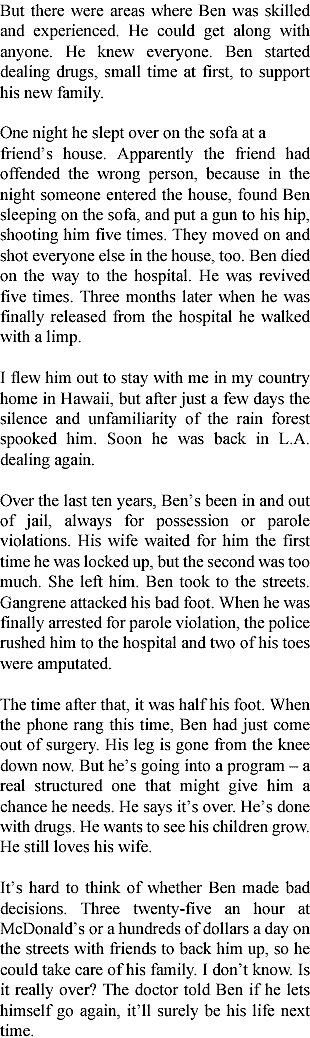 But there were areas where Ben was skilled
and experienced. He could get along with
anyone. He knew everyone. Ben started
dealing drugs, small time at first, to support
his new family.

One night he slept over on the sofa at a
friend's house. Apparently the friend had
offended the wrong person, because in the
night someone entered the house, found Ben
sleeping on the sofa, and put a gun to his hip,
shooting him five times. They moved on and
shot everyone else in the house, too. Ben died
on the way to the hospital. He was revived
five times. Three months later when he was
finally released from the hospital he walked
with a limp.

I flew him out to stay with me in my country
home in Hawaii, but after just a few days the
silence and unfamiliarity of the rain forest
spooked him. Soon he was back in L.A.
dealing again.

Over the last ten years, Ben's been in and out
of jail, always for possession or parole
violations. His wife waited for him the first
time he was locked up, but the second was too
much. She left him. Ben took to the streets.
Gangrene attacked his bad foot. When he was
finally arrested for parole violation, the police
rushed him to the hospital and two of his toes
were amputated.

The time after that, it was half his foot. When
the phone rang this time, Ben had just come
out of surgery. His leg is gone from the knee
down now. But he's going into a program – a
real structured one that might give him a
chance he needs. He says it's over. He's done
with drugs. He wants to see his children grow.
He still loves his wife.

It's hard to think of whether Ben made bad
decisions. Three twenty-five an hour at
McDonald's or a hundreds of dollars a day on
the streets with friends to back him up, so he
could take care of his family. I don't know. Is
it really over? The doctor told Ben if he lets
himself go again, it'll surely be his life next
time.